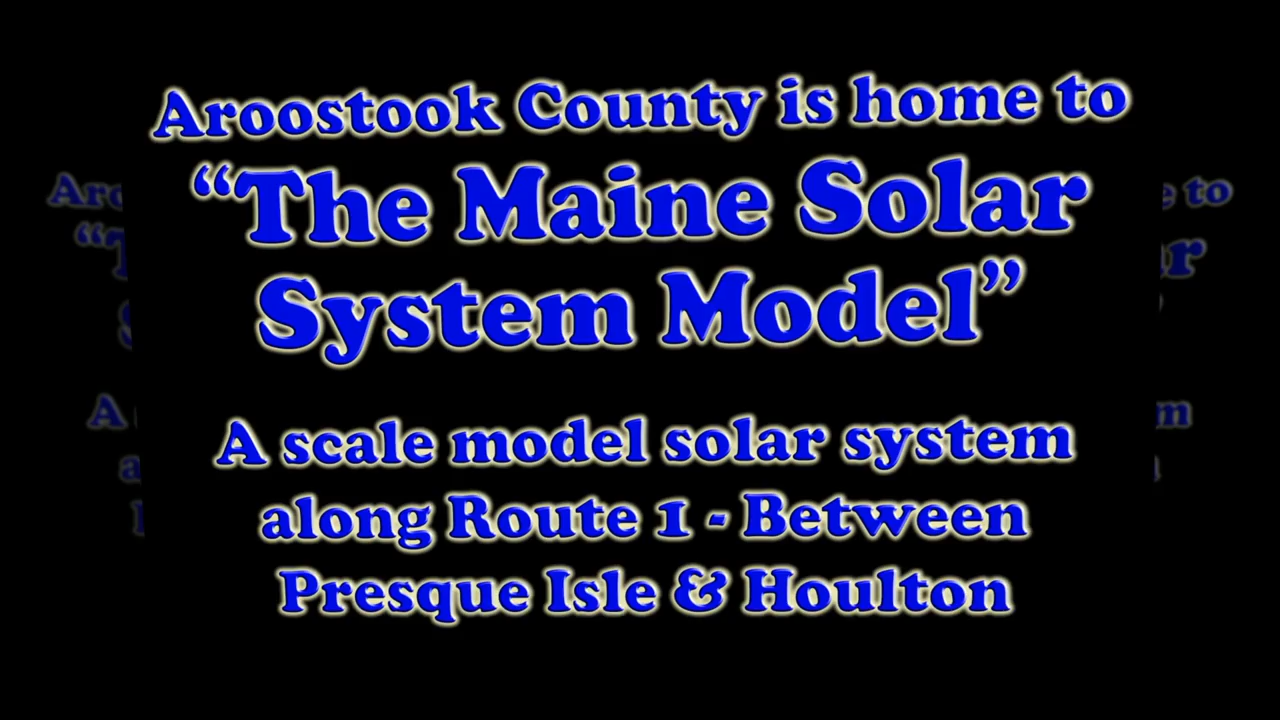 Aroostook County is home to
“The Maine Solar
System Model”
A scale model solar system
along Route 1 - Between
Presque Isle & Houlton